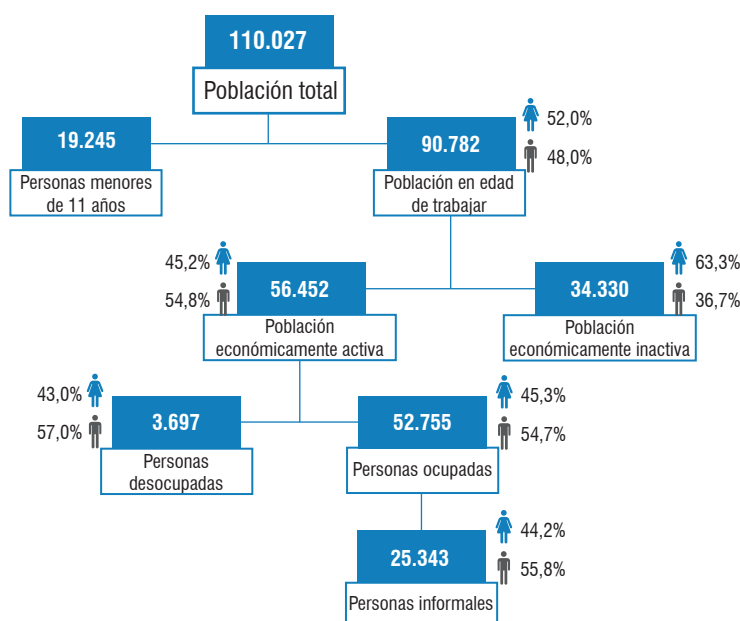 110.027
Población total
19.245
Personas menores
de 11 años
90.782
Población en edad
de trabajar
52,0%
48,0%
45,2%
54,8%
56.452
Población
económicamente activa
34.330
Población
económicamente inactiva
63,3%
36,7%
43,0%
57,0%
3.697
Personas
desocupadas
52.755
Personas ocupadas
45,3%
54,7%
25.343
Personas informales
44,2%
55,8%